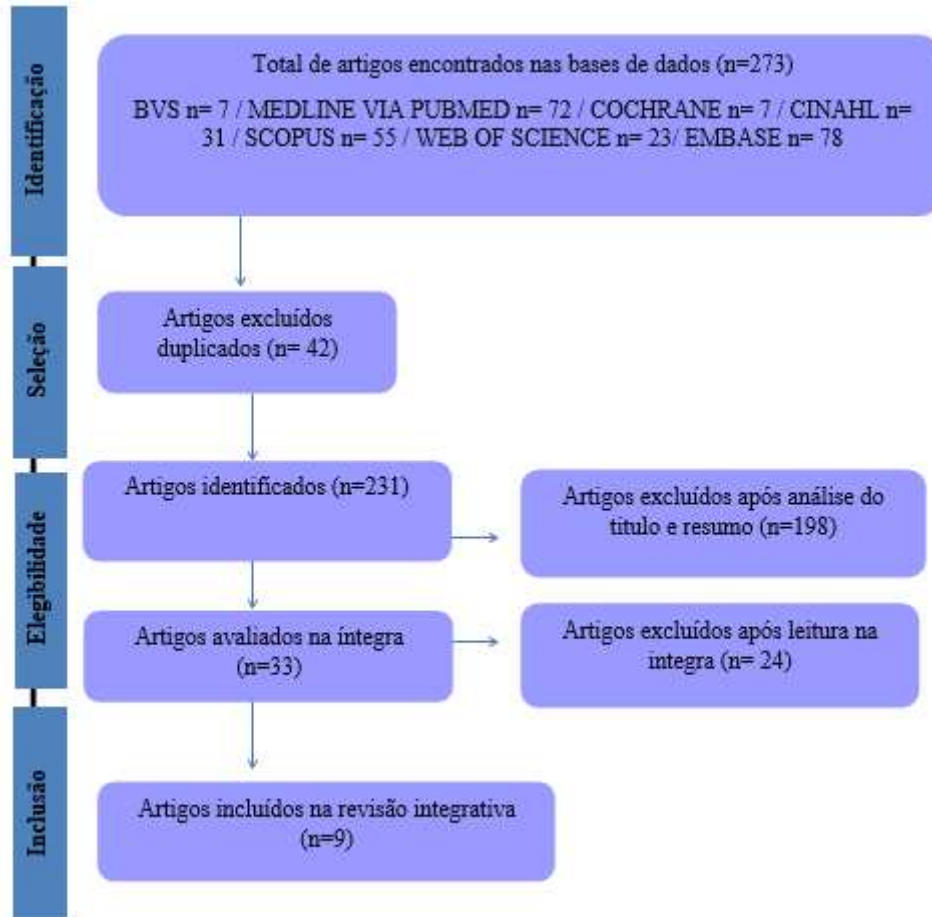 Identificação
Total de artigos encontrados nas bases de dados (n=273)
BVS n= 7 / MEDLINE VIA PUBMED = 72 / COCHRANE n= 7 / CINAHL n=
31 / SCOPUS n= 55 / WEB OF SCIENCE n= 23/ EMBASE n= 78
Seleção
Artigos excluídos
duplicados (n= 42)
Elegibilidade
Artigos identificados (n=231)
Artigos excluídos após análise do
titulo e resumo (n=198)
Artigos avaliados na íntegra
(n=33)
Artigos excluídos após leitura na
integra (n= 24)
Inclusão
Artigos incluídos na revisão integrativa
(n=9)